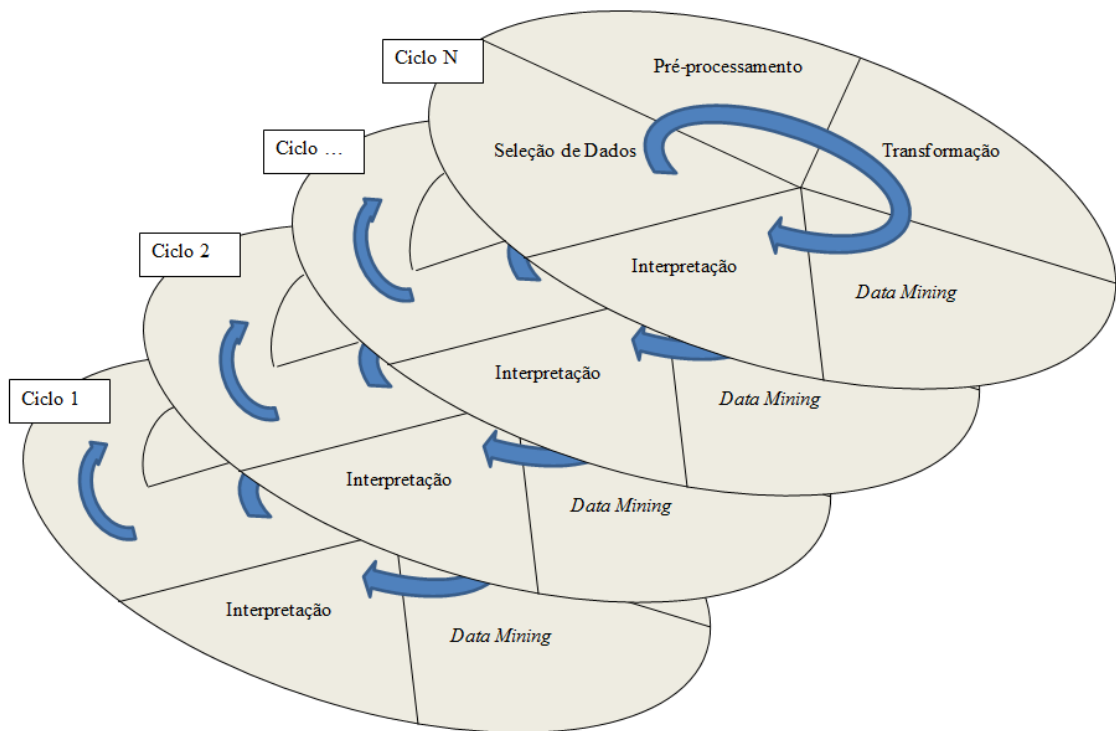 Ciclo N
Pré-processamento
Ciclo ...
Seleção de Dados
Transformação
Ciclo 2
Interpretação
Data Mining
Ciclo 1
Interpretação
Data Mining
Interpretação
Data Mining
Interpretação
Data Mining